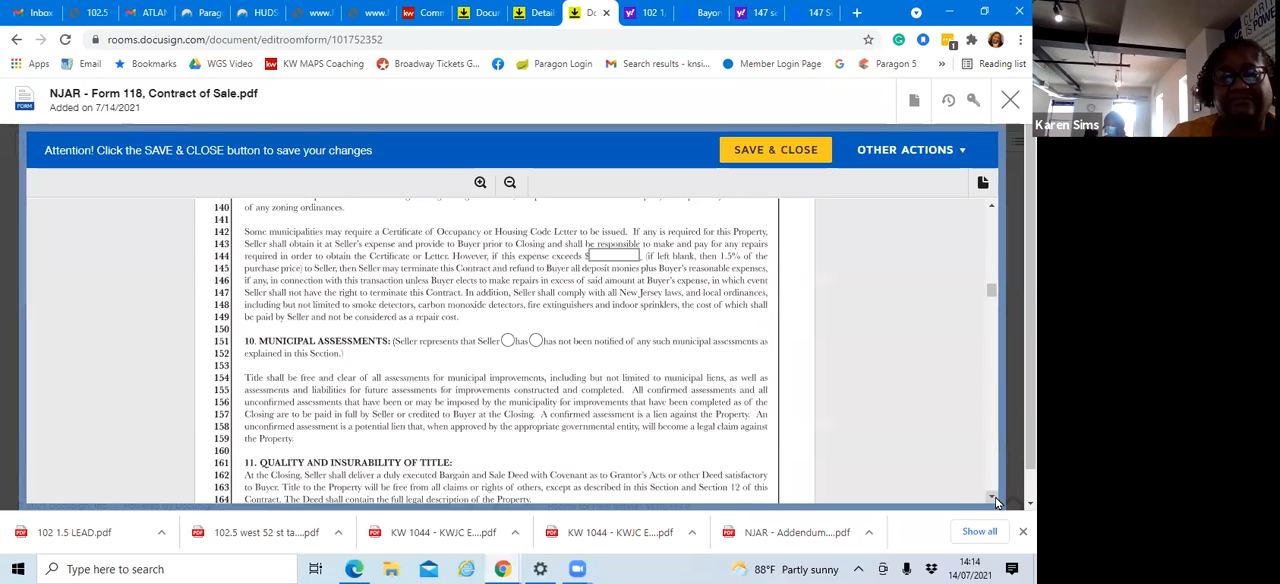 Inbox
102.5
ATLAN
Parag
HUDS
www.r
www.r
Comn
Docur
Detail
Do
102 1.
Bayon
147 se
147 S
rooms.docusign.com/document/editroomform/101752352
1
Apps
Email
Bookmarks
WGS Video
kw KW MAPS Coaching
Broadway Tickets G...
Paragon Login
Search results - knsi...
Member Login Page
Paragon 5
Reading list
NJAR - Form 118, Contract of Sale.pdf
Added on 7/14/2021
FORM
Karen Sims
Attention! Click the SAVE & CLOSE button to save your changes
SAVE & CLOSE
OTHER ACTIONS
140 of any zoning ordinances.
141
142 Some municipalities may require a Certificate of Occupancy or Housing Code Letter to be issued. If any is required for this Property,
143 Seller shall obtain it at Seller's expense and provide to Buyer prior to Closing and shall be responsible to make and pay for any repairs
144 required in order to obtain the Certificate or Letter. However, if this expense exceeds $ (if left blank, then 1.5% of the
145 purchase price) to Seller, then Seller may terminate this Contract and refund to Buyer all deposit monies plus Buyer's reasonable expenses,
146 if any, in connection with this transaction unless Buyer elects to make repairs in excess of said amount at Buyer's expense, in which event
147 Seller shall not have the right to terminate this Contract. In addition, Seller shall comply with all New Jersey laws, and local ordinances,
148 including but not limited to smoke detectors, carbon monoxide detectors, fire extinguishers and indoor sprinklers, the cost of which shall
149 be paid by Seller and not be considered as a repair cost.
150
151 10. MUNICIPAL ASSESSMENTS: (Seller represents that Seller has has not been notified of any such municipal assessments as
152 explained in this Section.)
153
154 Title shall be free and clear of all assessments for municipal improvements, including but not limited to municipal liens, as well as
155 assessments and liabilities for future assessments for improvements constructed and completed. All confirmed assessments and all
156 unconfirmed assessments that have been or may be imposed by the municipality for improvements that have been completed as of the
157 Closing are to be paid in full by Seller or credited to Buyer at the Closing. A confirmed assessment is a lien against the Property. An
158 unconfirmed assessment is a potential lien that, when approved by the appropriate governmental entity, will become a legal claim against
159 the Property.
160
161 11. QUALITY AND INSURABILITY OF TITLE:
162 At the Closing, Seller shall deliver a duly executed Bargain and Sale Deed with Covenant as to Grantor's Acts or other Deed satisfactory
163 to Buyer. Title to the Property will be free from all claims or rights of others, except as described in this Section and Section 12 of this
164 Contract. The Deed shall contain the full legal description of the Property.
102 1.5 LEAD.pdf
102.5 west 53st ta....pdf
KW 1044 - KWJC E....pdf
KW 1044 - KWJC E....pdf
NJAR - Addendum....pdf
Show all
Type here to search
88°F Partly sunny
14:14
14/07/2021